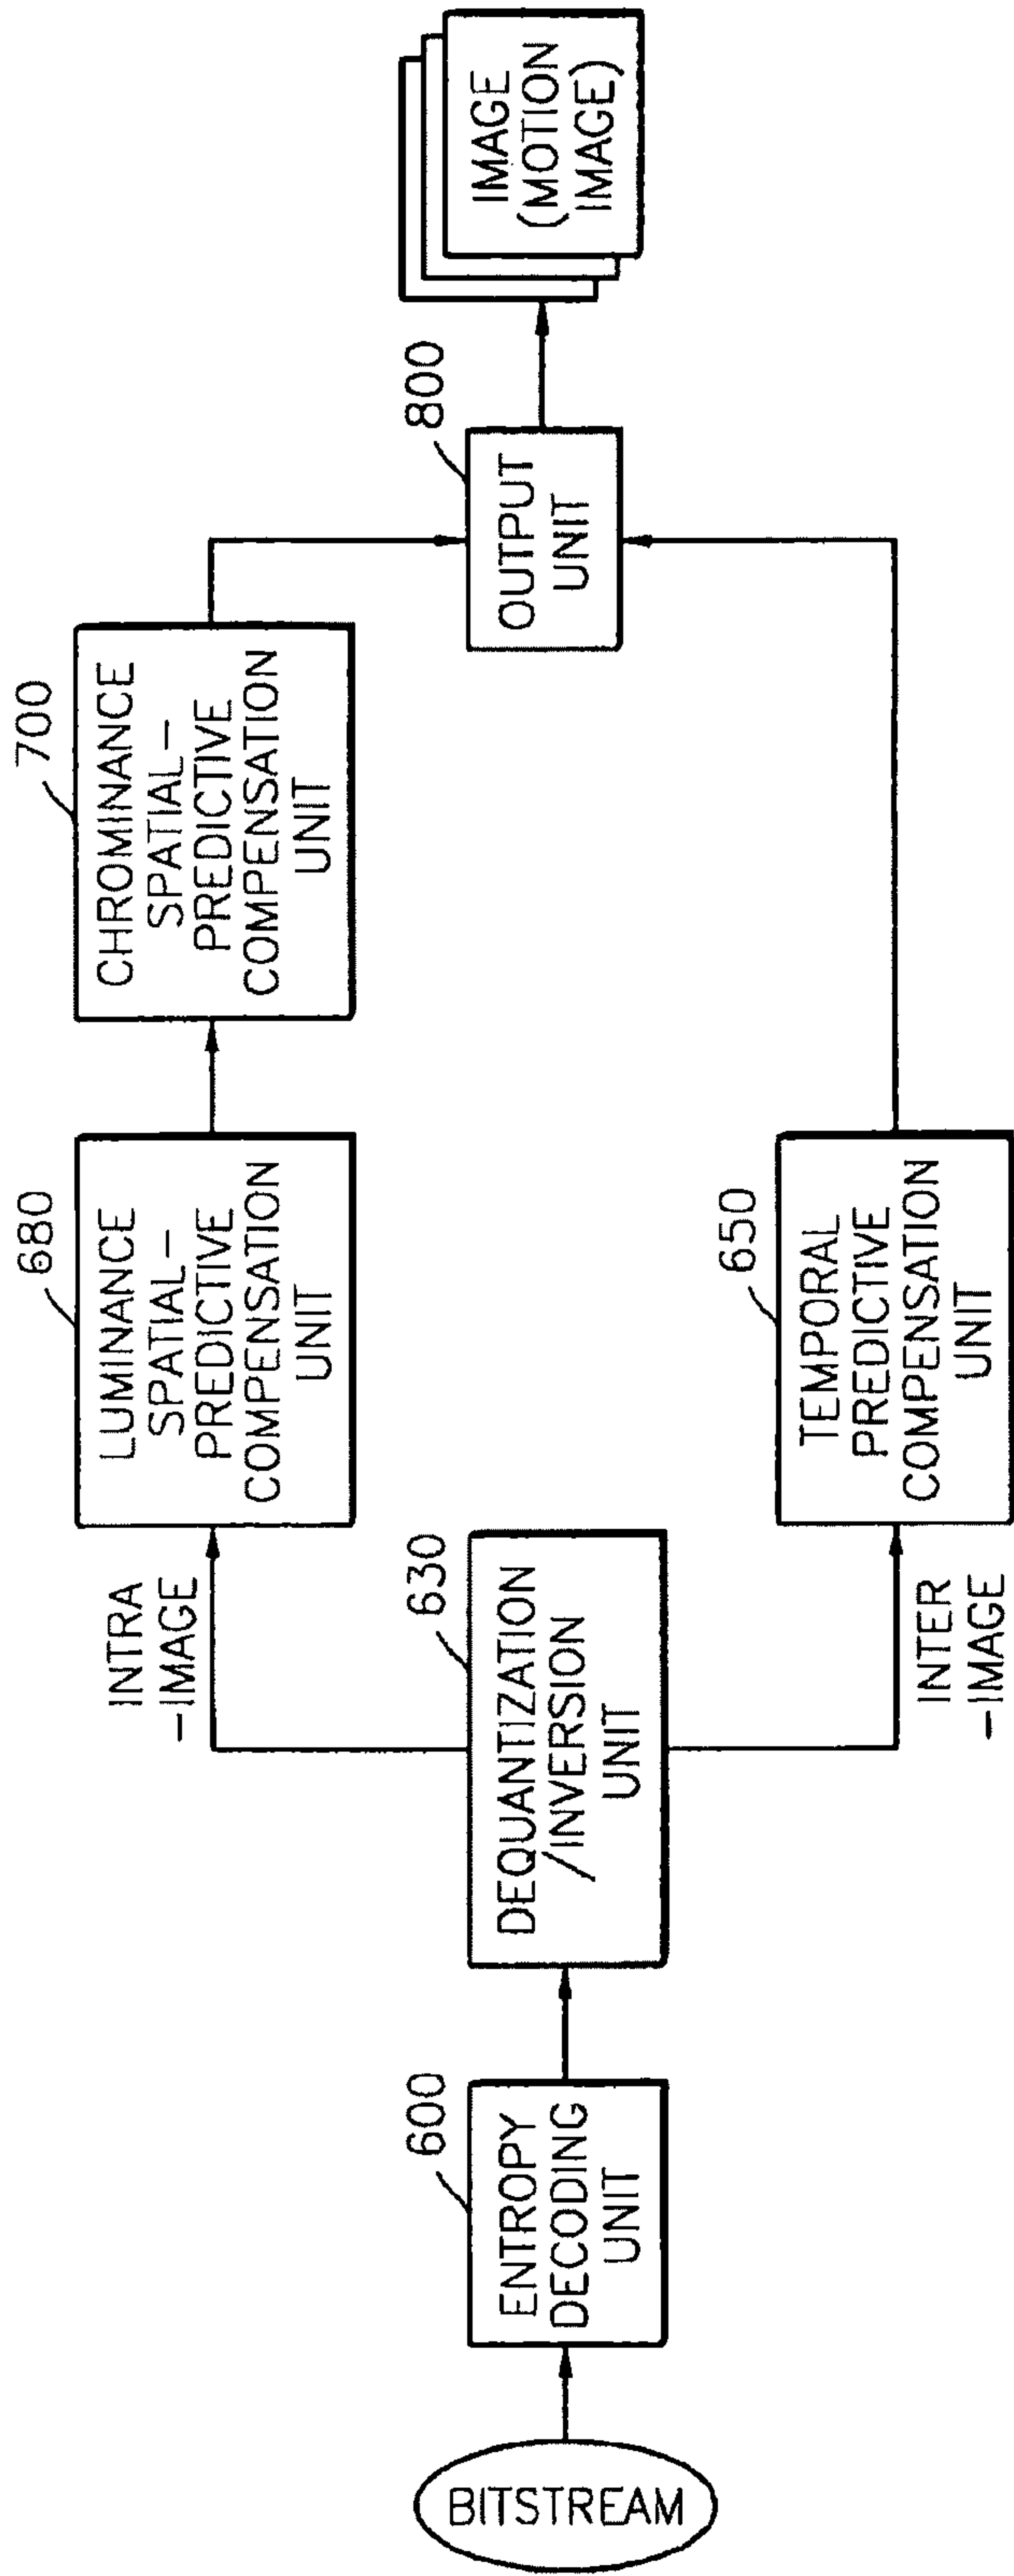 BITSTREAM
600
ENTROPY
DECODING
UNIT
630
DEQUANTIZATION
/INVERSION
UNIT
INTRA
-IMAGE
680
LUMINANCE
SPATIAL-
PREDICTIVE
COMPENSATION
UNIT
700
CHROMINANCE
SPATIAL-
PREDICTIVE
COMPENSATION
UNIT
INTER
-IMAGE
650
TEMPORAL
PREDICTIVE
COMPENSATION
UNIT
800
OUTPUT
UNIT
IMAGE
(MOTION
IMAGE)